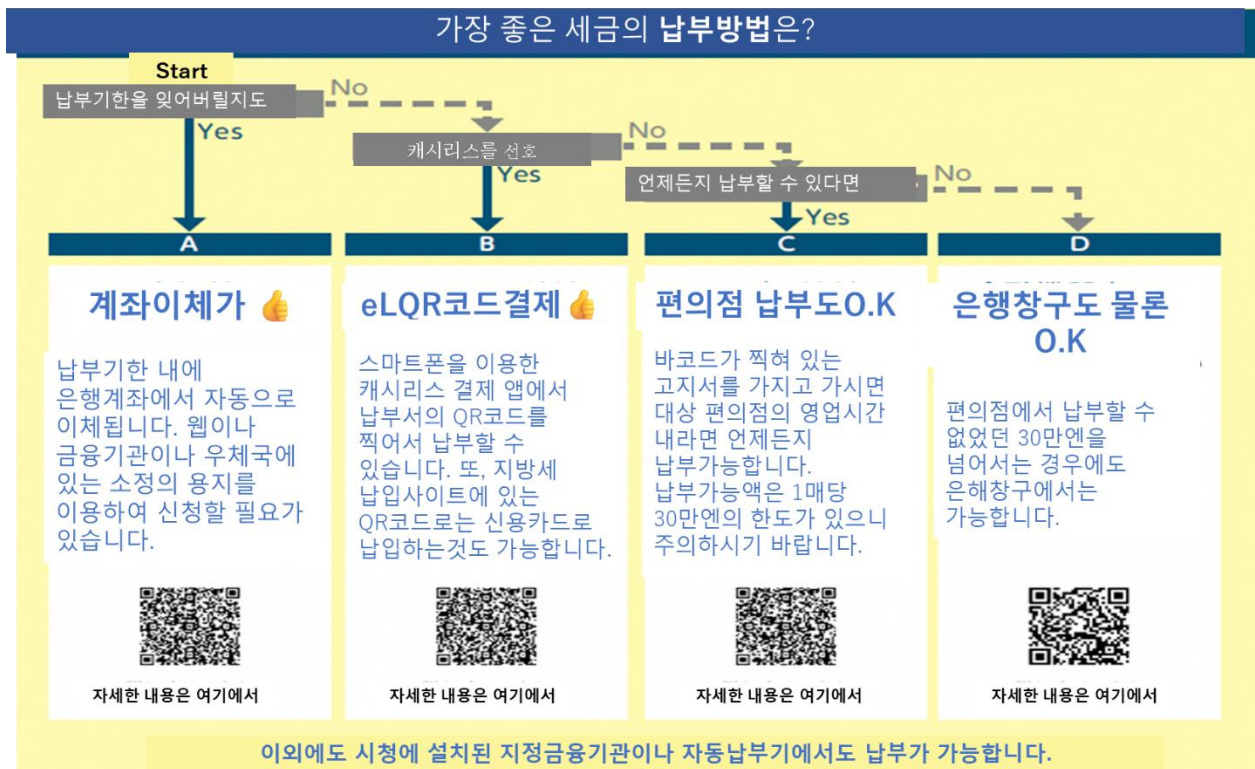 가장 좋은 세금의 납부방법은?
Start
납부기한을 잊어버릴지도
No
Yes
캐시리스를 선호
No
Yes
언제든지 납부할 수 있다면
No
Yes
A
계좌이체가 👍
납부기한 내에
은행계좌에서 자동으로
이체됩니다. 웹이나
금융기관이나 우체국에
있는 소정의 용지를
이용하여 신청할 필요가
있습니다.
자세한 내용은 여기에서
B
eLQR코드결제👍
스마트폰을 이용한
캐시리스 결제 앱에서
납부서의 QR코드를
찍어서 납부할 수
있습니다. 또, 지방세
납입사이트에 있는
QR코드로는 신용카드로
납입하는것도 가능합니다.
자세한 내용은 여기에서
C
편의점 납부도O.K
바코드가 찍혀 있는
고지서를 가지고 가시면
대상 편의점의 영업시간
내라면 언제든지
납부가능합니다.
납부가능액은 1매당
30만엔의 한도가 있으니
주의하시기 바랍니다.
자세한 내용은 여기에서
D
은행창구도 물론
O.K
편의점에서 납부할 수
없었던 30만엔을
넘어서는 경우에도
은해창구에서는
가능합니다.
자세한 내용은 여기에서
이외에도 시청에 설치된 지정금융기관이나 자동납부기에서도 납부가 가능합니다.